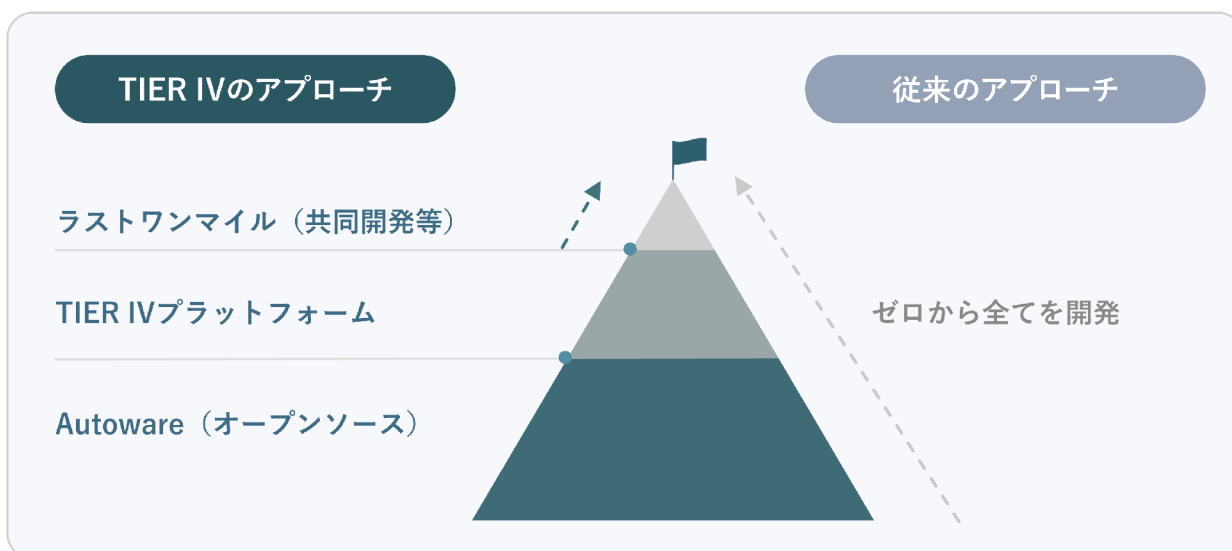 TIER IVのアプローチ
従来のアプローチ
ラストワンマイル（共同開発等）
TIER IVプラットフォーム
ゼロから全てを開発
Autoware（オープンソース）